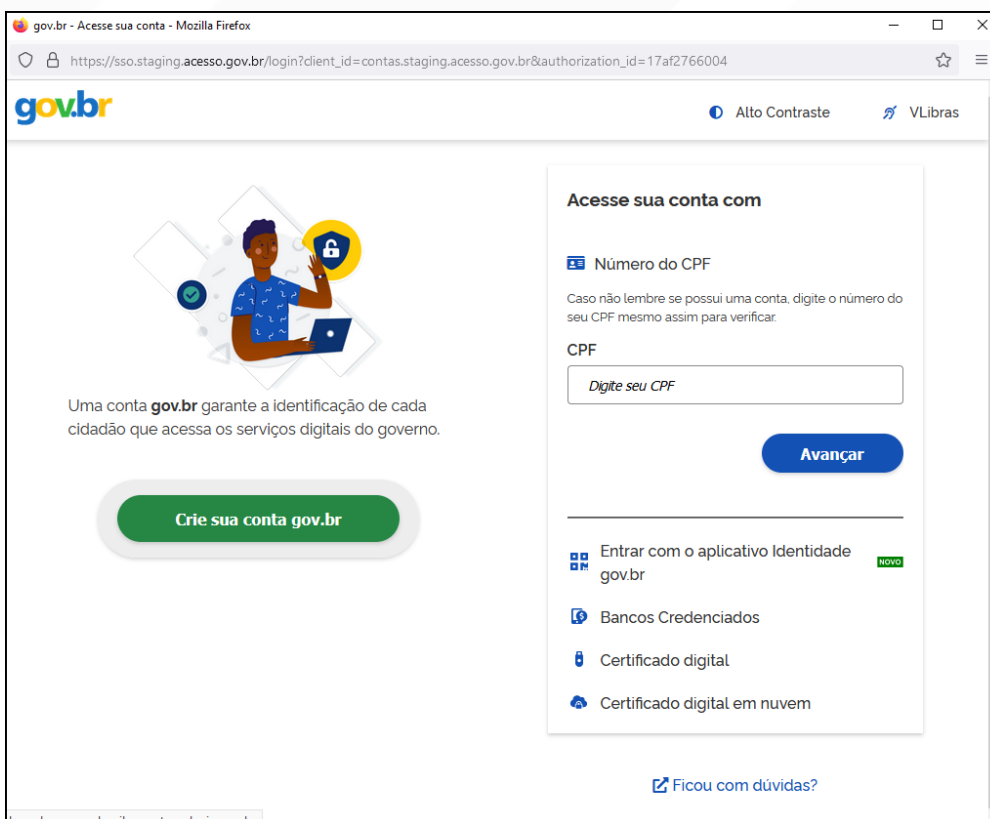 gov.br - Acesse sua conta - Mozilla Firefox
https://sso.staging.acesso.gov.br/login?client_id=contas.staging.acesso.gov.br&authorization_id=17af2766004
gov.br
Alto Contraste
VLibras
Uma conta gov.br garante a identificação de cada
cidadão que acessa os serviços digitais do governo.
Crie sua conta gov.br
Acesse sua conta com
Número do CPF
Caso não lembre se possui uma conta, digite o número do
seu CPF mesmo assim para verificar.
CPF
Digite seu CPF
Avançar
Entrar com o aplicativo Identidade
gov.br
NOVO
Bancos Credenciados
Certificado digital
Certificado digital em nuvem
Ficou com dúvidas?